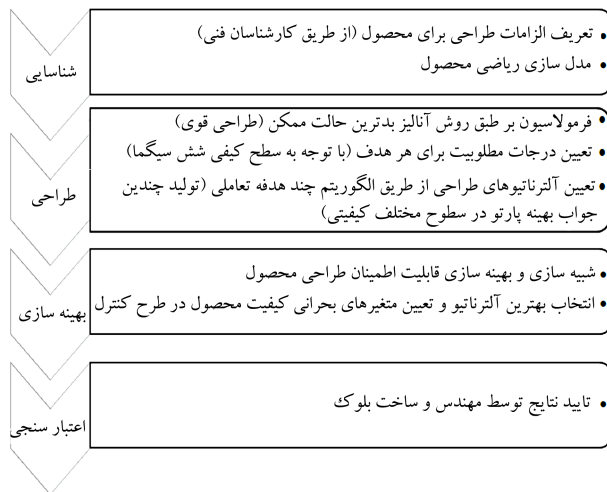 شناسایی
• تعریف الزامات طراحی برای محصول (از طریق کارشناسان فنی)
• مدل سازی ریاضی محصول
طراحی
• فرمولاسیون بر طبق روش آنالیز بدترین حالت ممکن (طراحی قوی)
• تعیین درجات مطلوبیت برای هر هدف (با توجه به سطح کیفی شش سیگما)
• تعیین آلترناتیوهای طراحی از طریق الگوریتم چند هدفه تعاملی (تولید چندین
جواب بهینه پارتو در سطوح مختلف کیفیتی)
بهینه سازی
• شبیه سازی و بهینه سازی قابلیت اطمینان طراحی محصول
• انتخاب بهترین آلترناتیو و تعیین متغیرهای بحرانی کیفیت محصول در طرح کنترل
اعتبار سنجی
• تایید نتایج توسط مهندس و ساخت بلوک